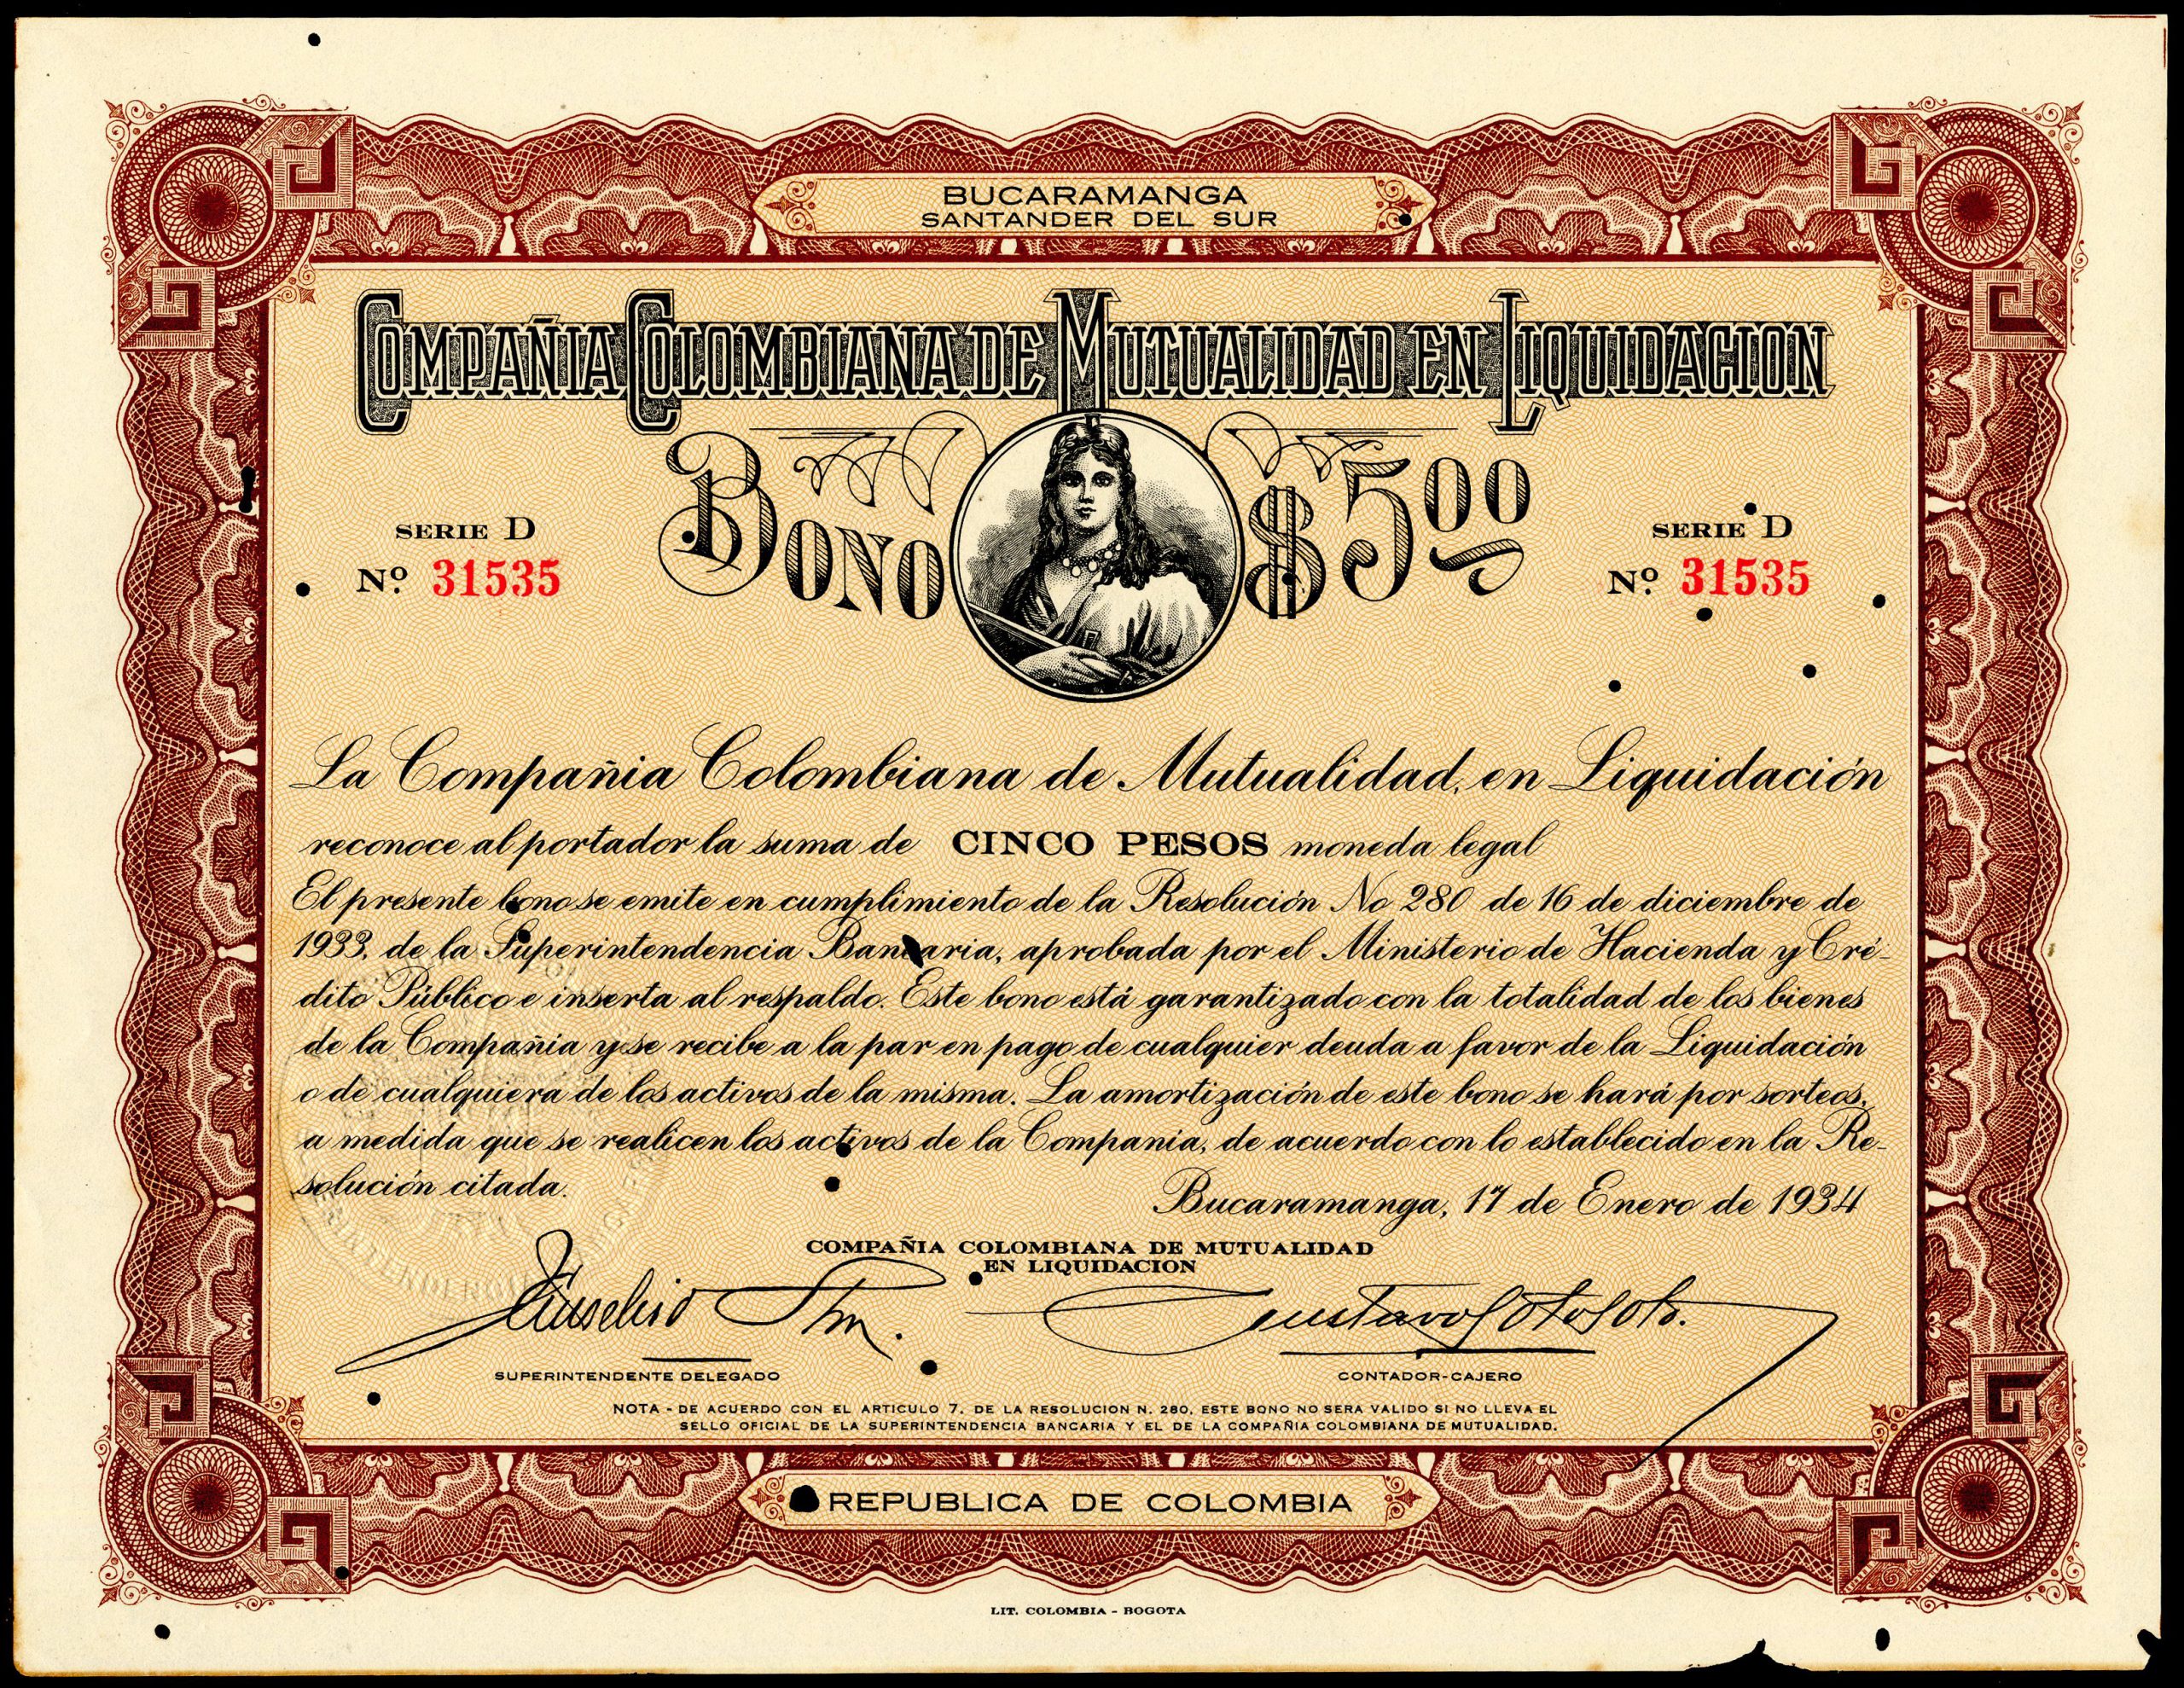 BUCARAMANGA
SANTANDER DEL SUR
COMPAÑIA COLOMBIANA DE MUTUALIDAD EN LIQUIDACION
BONO $ 500
SERIE D
Nº 31535
SERIE D
Nº 31535
La Compañia Colombiana de Mutualidad, en Liquidación
reconoce al portador la suma de CINCO PESOS moneda legal
El presente bono se emite en cumplimiento de la Resolución No 280 de 16 de diciembre de
1933, de la Superintendencia Bancaria, aprobada por el Ministerio de Hacienda y Cré-
dito Público e inserta al respaldo. Este bono está garantizado con la totalidad de los bienes
de la Compañia y se recibe a la par en pago de cualquier deuda a favor de la Liquidación
o de cualquiera de los activos de la misma. La amortización de este bono se hará por sorteos,
a medida que se realicen los activos de la Compania, de acuerdo con lo establecido en la Re-
solución citada.
Bucaramanga, 17 de Enero de 1934
COMPAÑIA COLOMBIANA DE MUTUALIDAD
EN LIQUIDACION
Eusebio
Gustavo Soto Soto.
SUPERINTENDENTE DELEGADO
CONTADOR-CAJERO
NOTA - DE ACUERDO CON EL ARTICULO 7. DE LA RESOLUCION N. 280, ESTE BONO NO SERA VALIDO SI NO LLEVA EL
SELLO OFICIAL DE LA SUPERINTENDENCIA BANCARIA Y EL DE LA COMPAÑIA COLOMBIANA DE MUTUALIDAD.
REPUBLICA DE COLOMBIA
LIT. COLOMBIA - BOGOTA